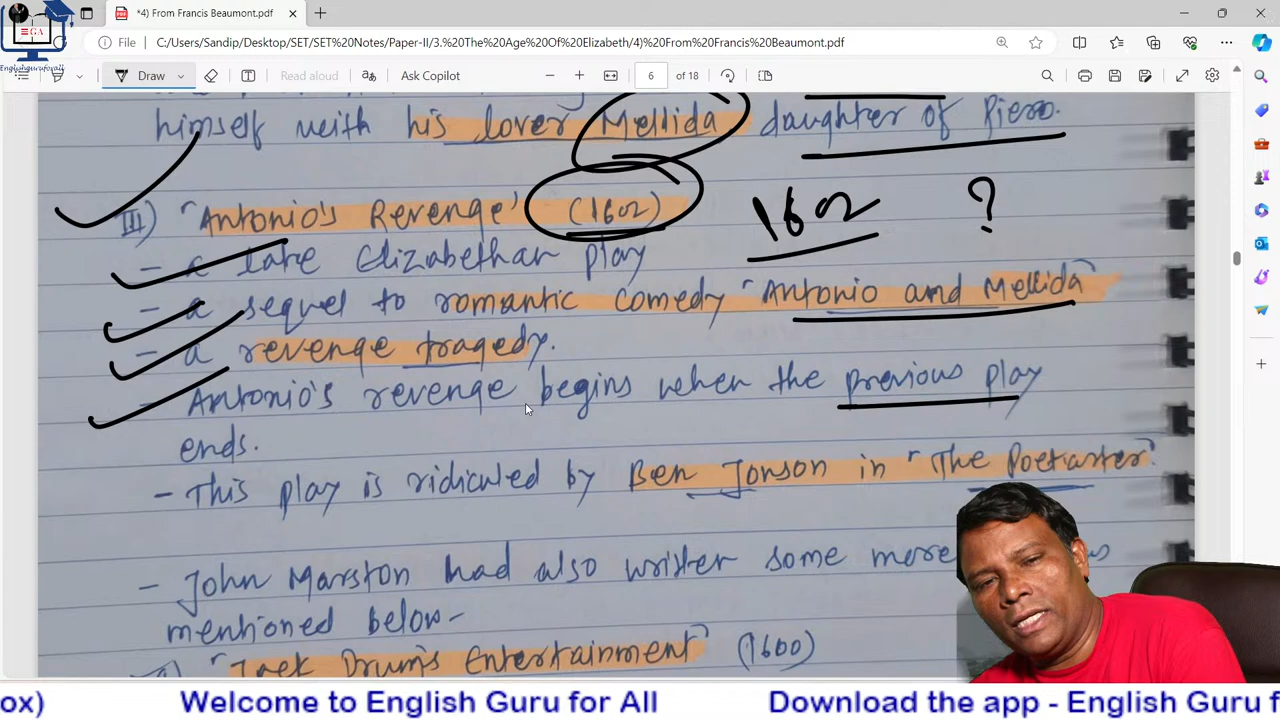 *4) From Francis Beaumont.pdf
File
C:/Users/Sandip/Desktop/SET/SET%20Notes/Paper-II/3.%20The%20Age%20Of%20Elizabeth/4)%20From%20Francis%20Beaumont.pdf
EGA
Englishguruforall
Draw
Read aloud
Ask Copilot
6 of 18
himself with his lover Mellida daughter of Piero.
III) "Antonio's Revenge" (1602) 1602 ?
- a late Elizabethan play
- a sequel to romantic comedy "Antonio and Mellida"
- a revenge tragedy.
- Antonio's revenge begins when the previous play
ends.
- This play is ridiculed by Ben Jonson in "The Poetaster".
- John Marston had also written some more
mentioned below-
"Jack Drum's Entertainment" (1600)
ox) Welcome to English Guru for All Download the app - English Guru f